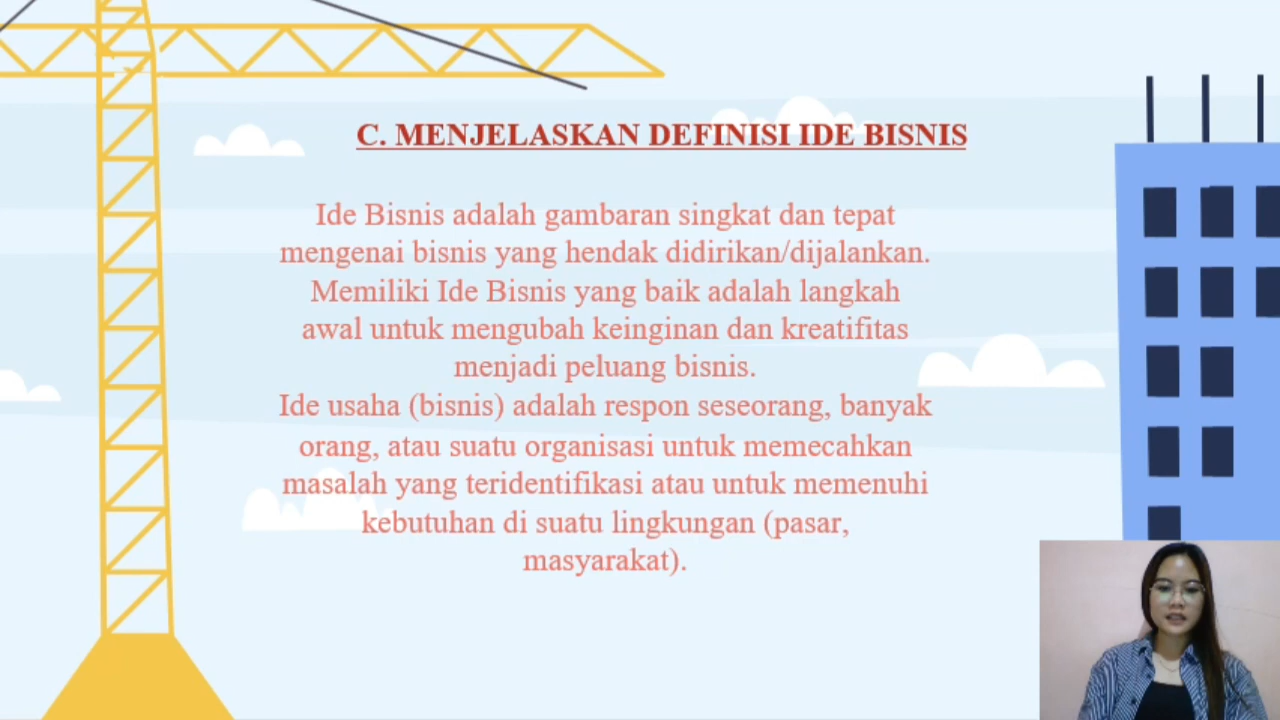 C. MENJELASKAN DEFINISI IDE BISNIS
Ide Bisnis adalah gambaran singkat dan tepat
mengenai bisnis yang hendak didirikan/dijalankan.
Memiliki Ide Bisnis yang baik adalah langkah
awal untuk mengubah keinginan dan kreatifitas
menjadi peluang bisnis.
Ide usaha (bisnis) adalah respon seseorang, banyak
orang, atau suatu organisasi untuk memecahkan
masalah yang teridentifikasi atau untuk memenuhi
kebutuhan di suatu lingkungan (pasar,
masyarakat).